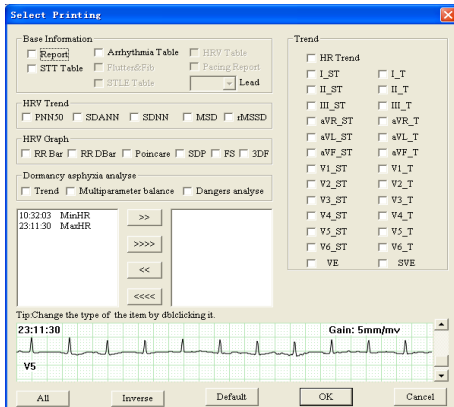 Select Printing
Base Information
Report
Arrhythmia Table
HRV Table
STT Table
Flutter&Fib
Pacing Report
STLE Table
Lead
HRV Trend
PNN50
SDANN
SDNN
MSD
rMSSD
HRV Graph
RR Bar
RR DBar
Poincare
SDP
FS
3DF
Dormancy asphyxia analyse
Trend
Multiparameter balance
Dangers analyse
10:32:03 MinHR
23:11:30 MaxHR
>>
>>>>
<<
<<<<
Trend
HR Trend
I_ST
I_T
II_ST
II_T
III_ST
III_T
aVR_ST
aVR_T
aVL_ST
aVL_T
aVF_ST
aVF_T
V1_ST
V1_T
V2_ST
V2_T
V3_ST
V3_T
V4_ST
V4_T
V5_ST
V5_T
V6_ST
V6_T
VE
SVE
Tip:Change the type of the item by dblclicking it.
23:11:30
Gain: 5mm/mv
V5
All
Inverse
Default
OK
Cancel